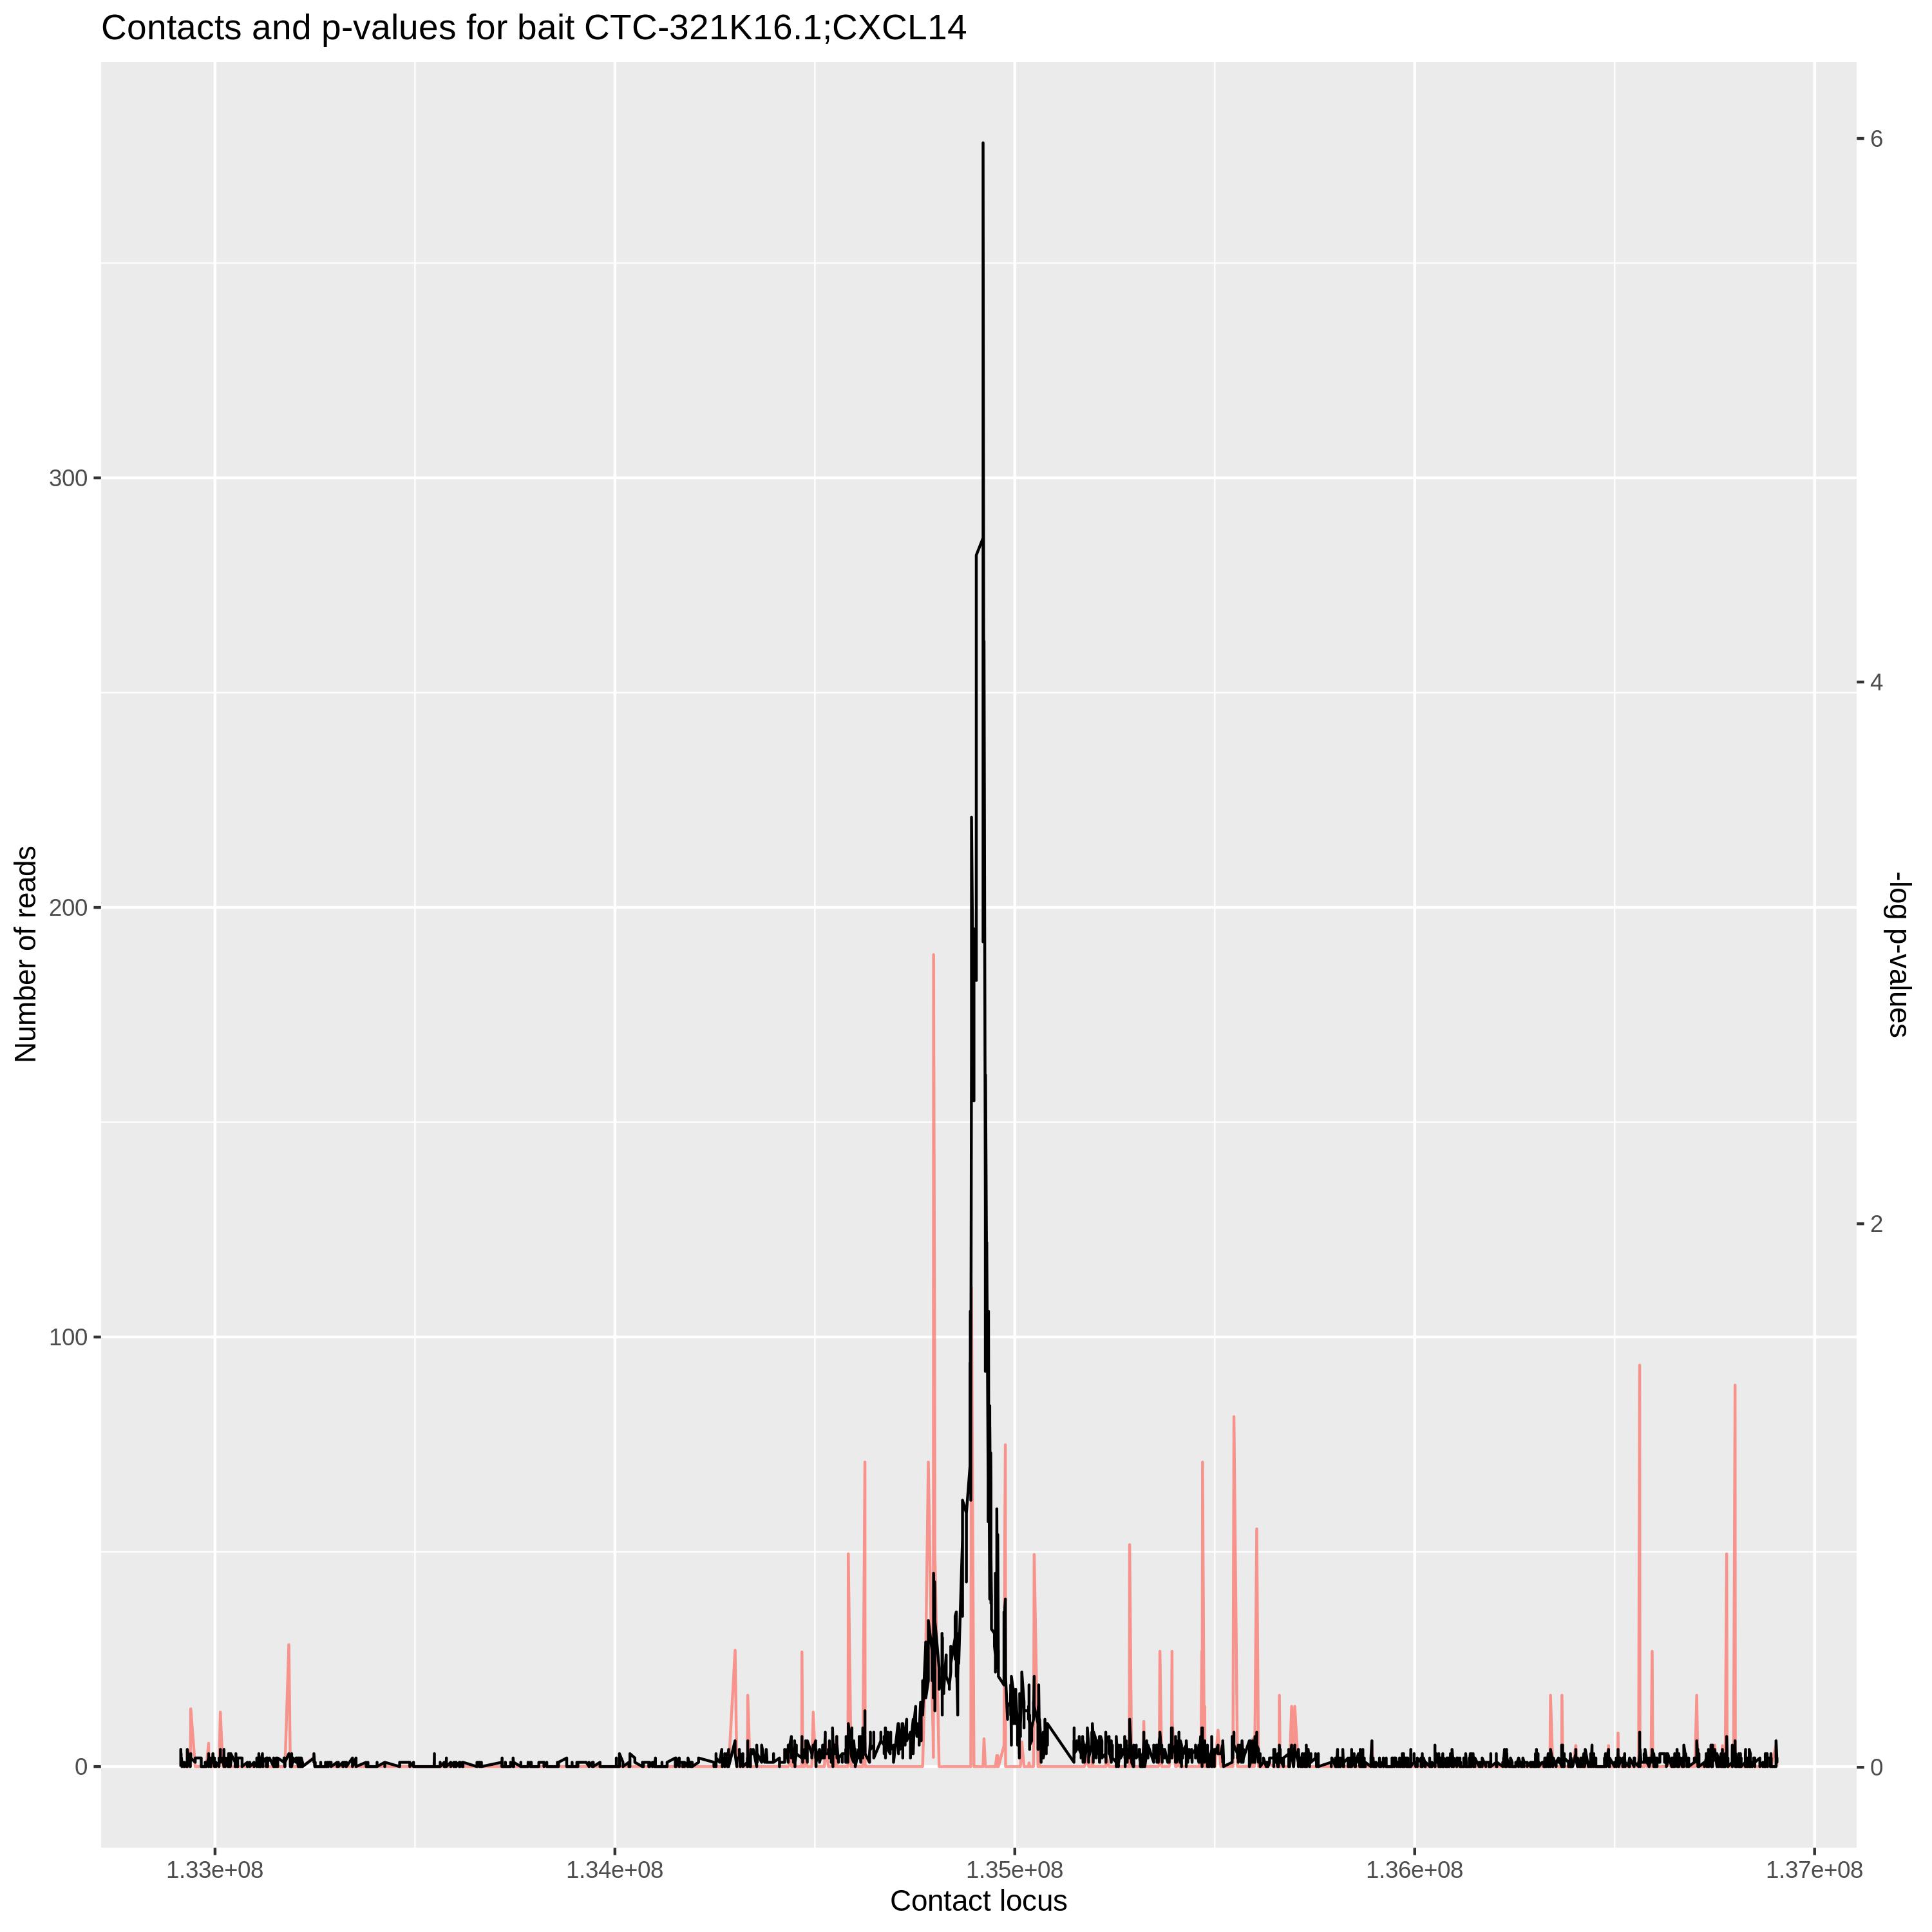 Contacts and p-values for bait CTC-321K16.1;CXCL14
6
300
4
Number of reads
200
-log p-values
2
100
0
0
1.33e+08
1.34e+08
1.35e+08
1.36e+08
1.37e+08
Contact locus